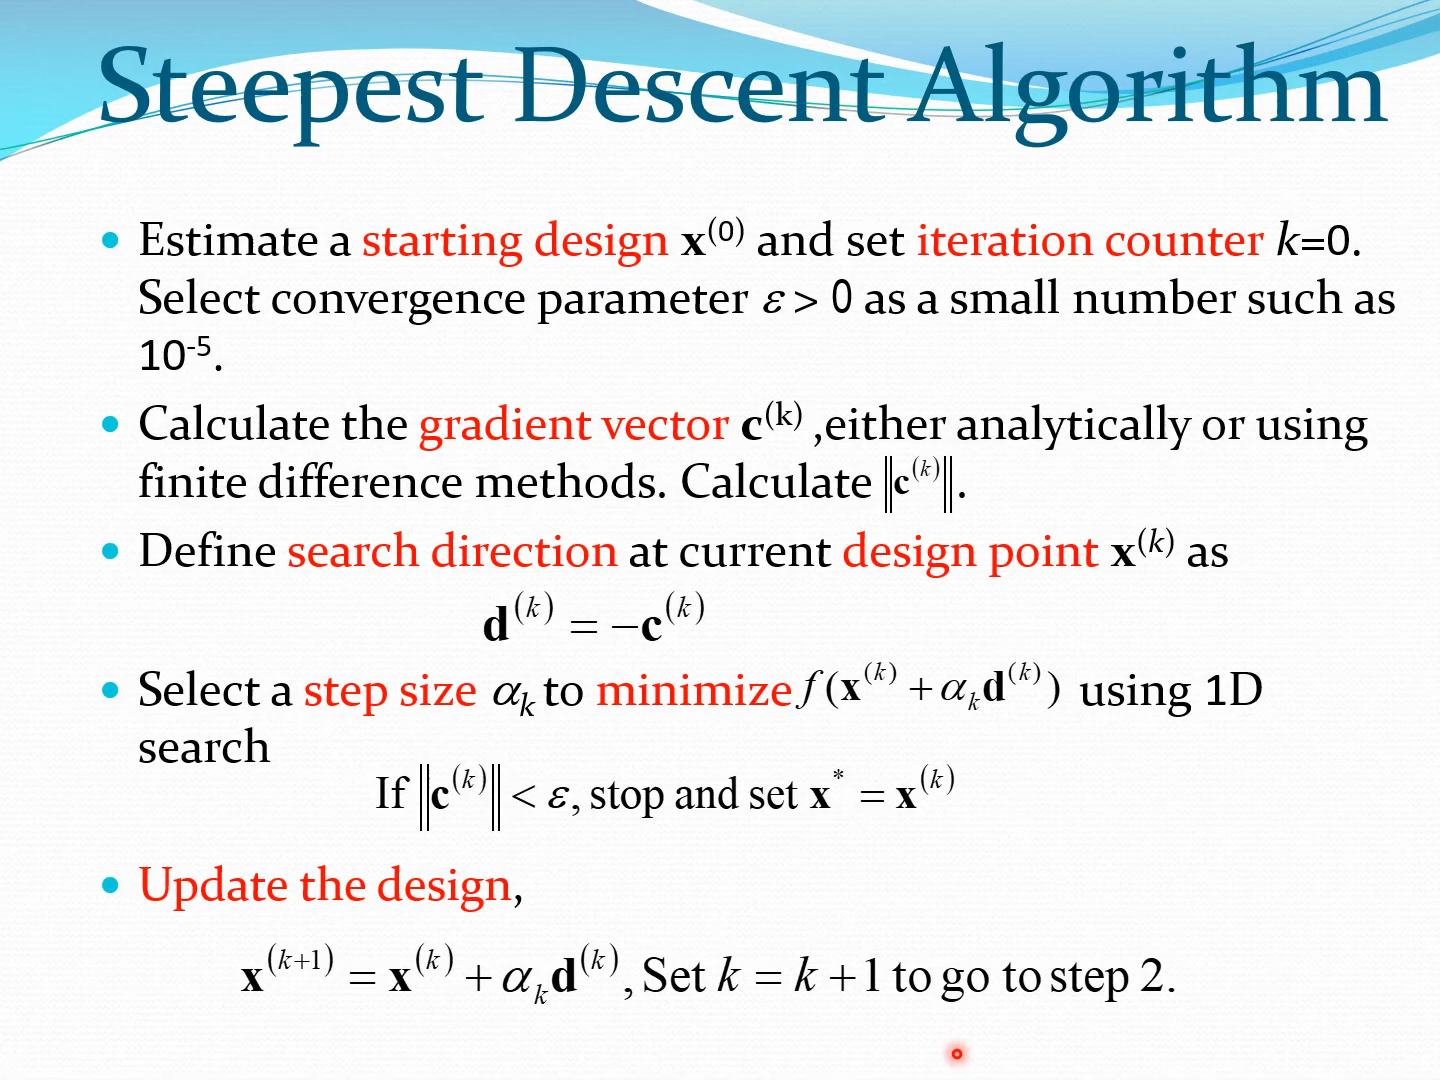 Steepest Descent Algorithm
• Estimate a starting design x^(0) and set iteration counter k=0.
Select convergence parameter ε > 0 as a small number such as
10^-5.
• Calculate the gradient vector c^(k) ,either analytically or using
finite difference methods. Calculate ‖c^(k)‖.
• Define search direction at current design point x^(k) as
d^(k) = −c^(k)
• Select a step size α_k to minimize f(x^(k) + α_k d^(k)) using 1D
search
If ‖c^(k)‖ < ε, stop and set x^* = x^(k)
• Update the design,
x^(k+1) = x^(k) + α_k d^(k), Set k = k + 1 to go to step 2.